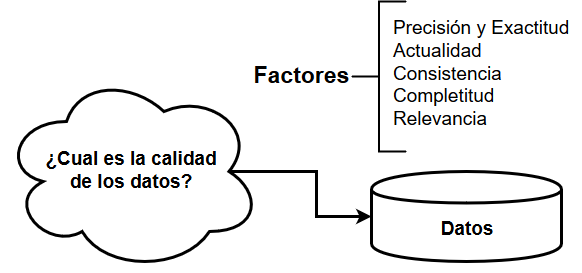 Precisión y Exactitud
Actualidad
Factores
Consistencia
Completitud
Relevancia
¿Cual es la calidad
de los datos?
Datos